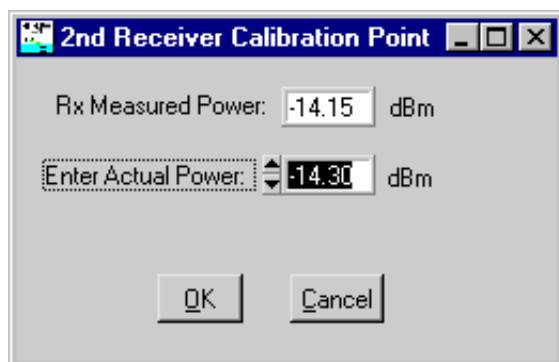 2nd Receiver Calibration Point
Rx Measured Power: -14.15 dBm
Enter Actual Power: -14.30 dBm
OK Cancel